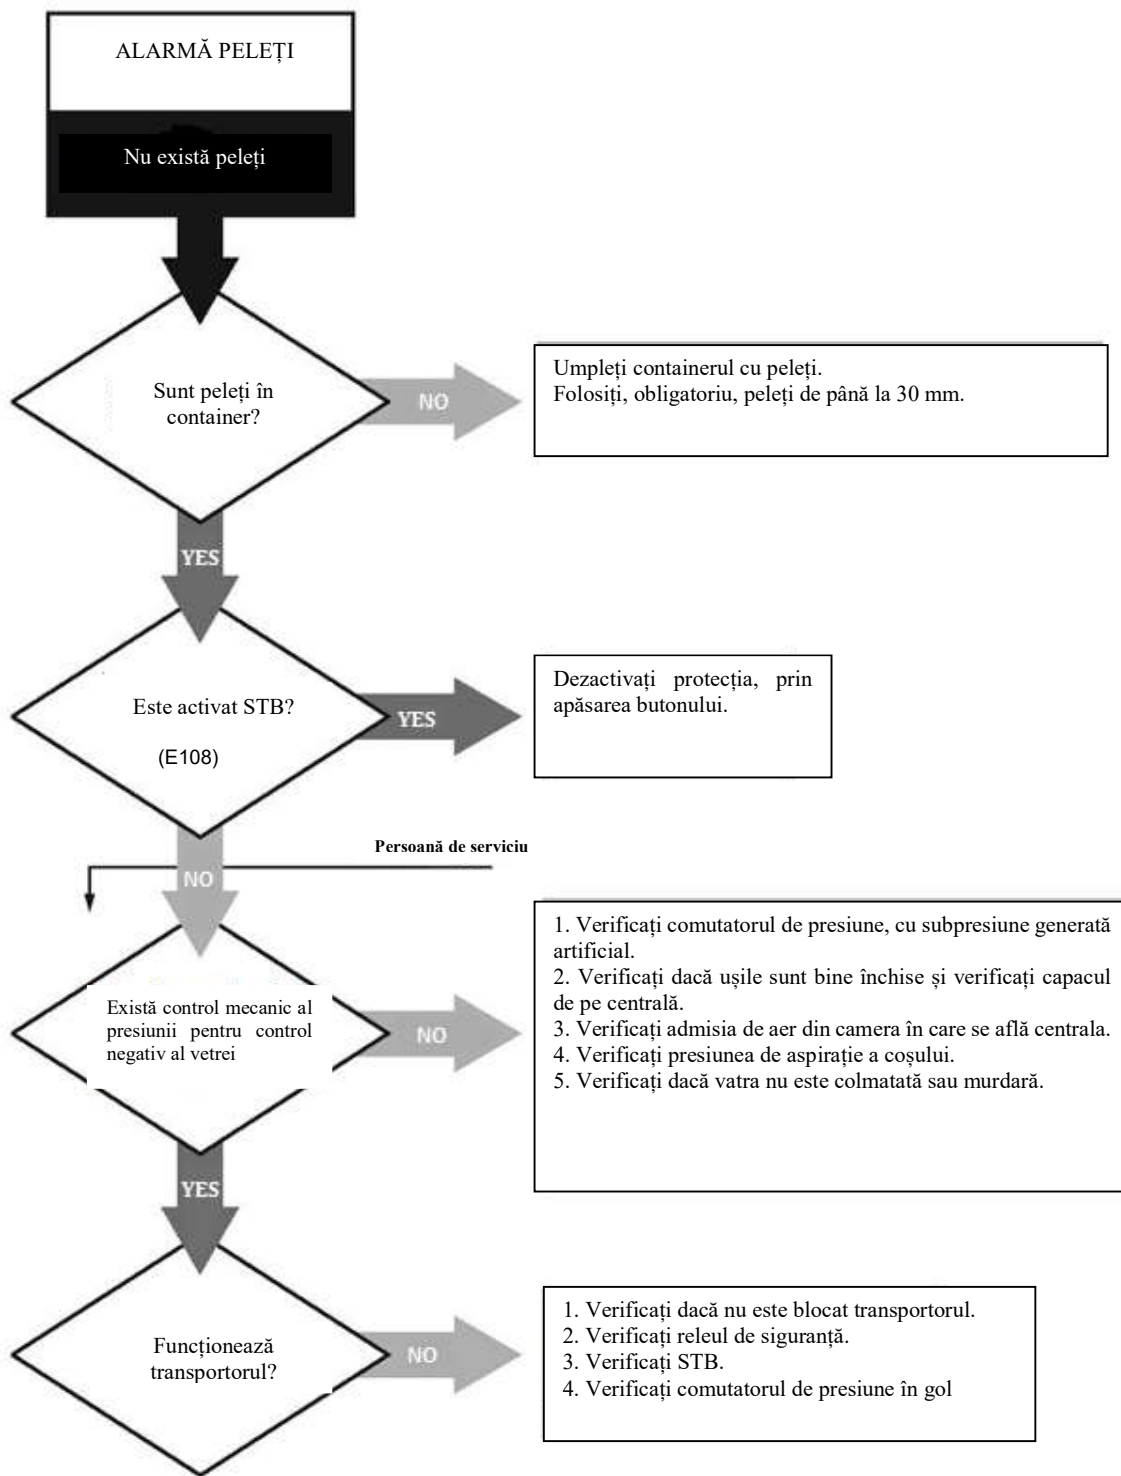 ALARMĂ PELEȚI
Nu există peleți
Sunt peleți în
container?
NO
Umpleți containerul cu peleți.
Folosiți, obligatoriu, peleți de până la 30 mm.
YES
Este activat STB?
(E108)
YES
Dezactivați protecția, prin
apăsarea butonului.
Persoană de serviciu
NO
Există control mecanic al
presiunii pentru control
negativ al vetrei
NO
1. Verificați comutatorul de presiune, cu subpresiune generată
artificial.
2. Verificați dacă ușile sunt bine închise și verificați capacul
de pe centrală.
3. Verificați admisia de aer din camera în care se află centrala.
4. Verificați presiunea de aspirație a coșului.
5. Verificați dacă vatra nu este colmatată sau murdară.
YES
Funcționează
transportorul?
NO
1. Verificați dacă nu este blocat transportorul.
2. Verificați releul de siguranță.
3. Verificați STB.
4. Verificați comutatorul de presiune în gol